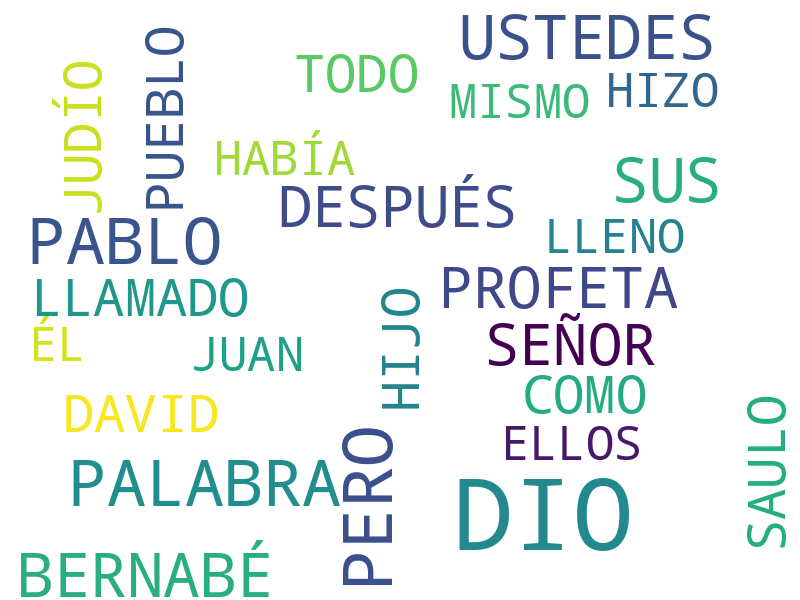 USTEDES
TODO
HIZO
MISMO
PUEBLO
JUDÍO
HABÍA
SUS
DESPUÉS
PABLO
LLENO
PROFETA
LLAMADO
HIJO
SEÑOR
ÉL
JUAN
COMO
DAVID
ELLOS
SAULO
PALABRA
PERO
DIO
BERNABÉ